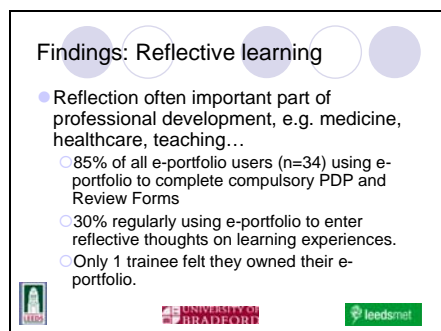 Findings: Reflective learning
Reflection often important part of
professional development, e.g. medicine,
healthcare, teaching…
85% of all e-portfolio users (n=34) using e-
portfolio to complete compulsory PDP and
Review Forms
30% regularly using e-portfolio to enter
reflective thoughts on learning experiences.
Only 1 trainee felt they owned their e-
portfolio.
LEEDS
UNIVERSITY OF
BRADFORD
leedsmet